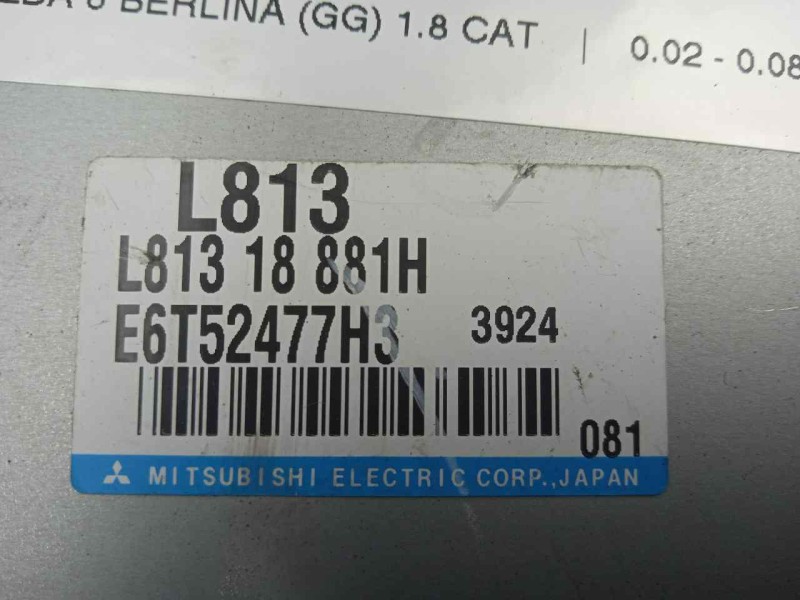 6 BERLINA (GG) 1.8 CAT | 0.02 - 0.08
L813
L813 18 881H
E6T52477H3 3924
081
MITSUBISHI ELECTRIC CORP., JAPAN